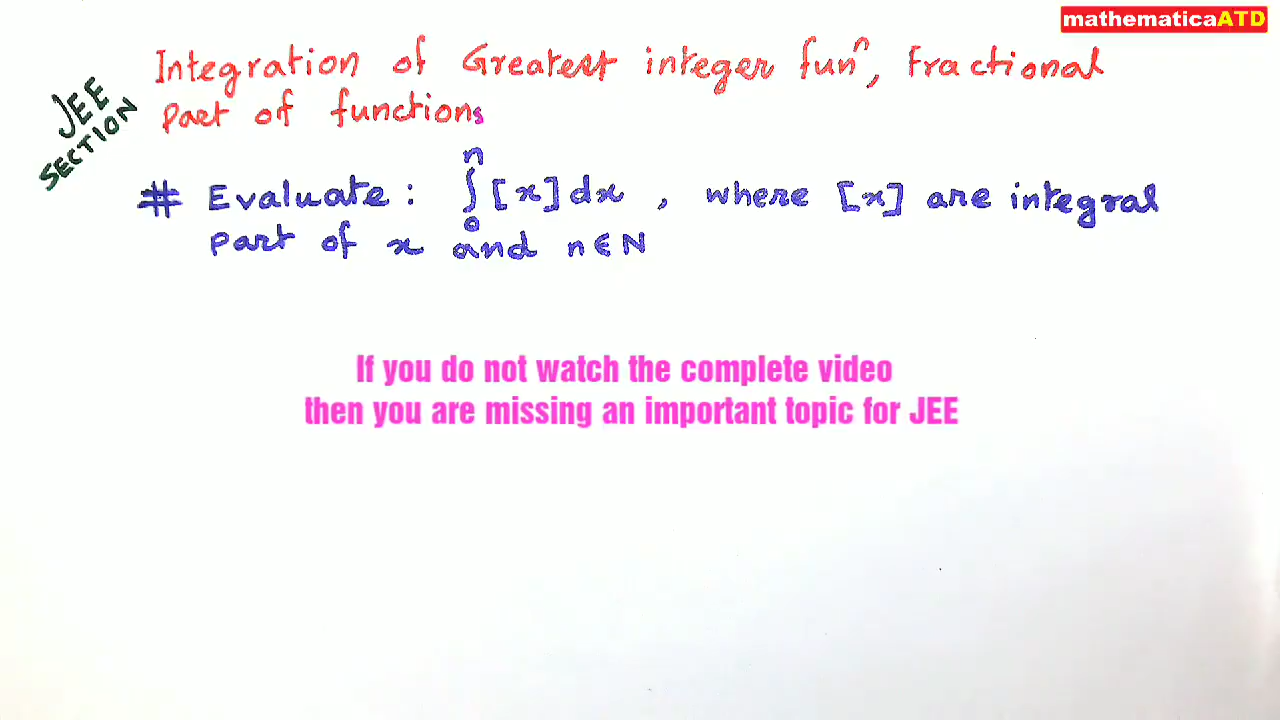 mathematicaATD
Integration of Greatest integer funⁿ, Fractional
Part of functions
JEE
SECTION
# Evaluate: ∫₀ⁿ [x]dx, where [x] are integral
Part of x and n∈N
If you do not watch the complete video
then you are missing an important topic for JEE